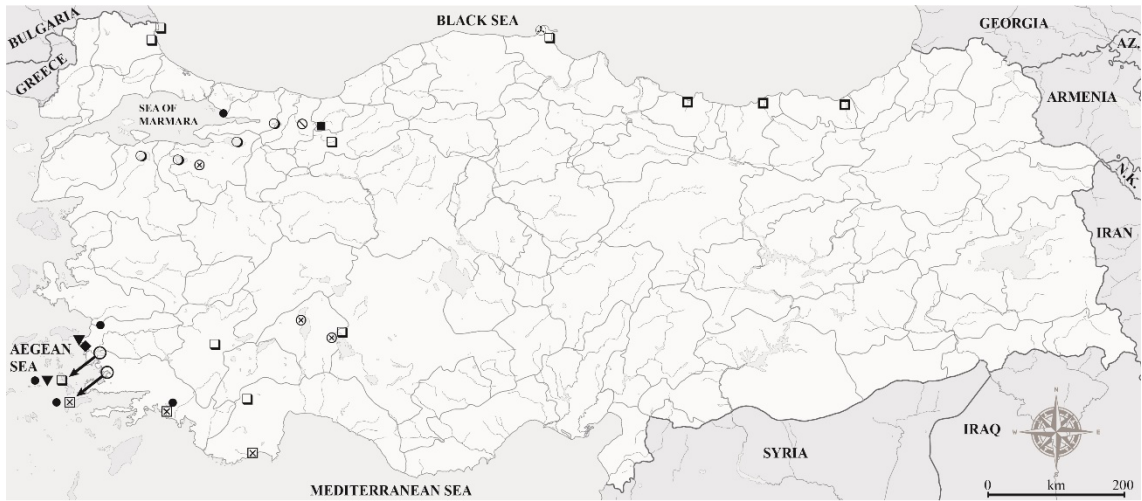 BULGARIA
GREECE
BLACK SEA
GEORGIA
AZ.
ARMENIA
N.K.
IRAN
SEA OF
MARMARA
AEGEAN
SEA
MEDITERRANEAN SEA
SYRIA
IRAQ
N
0 km 200